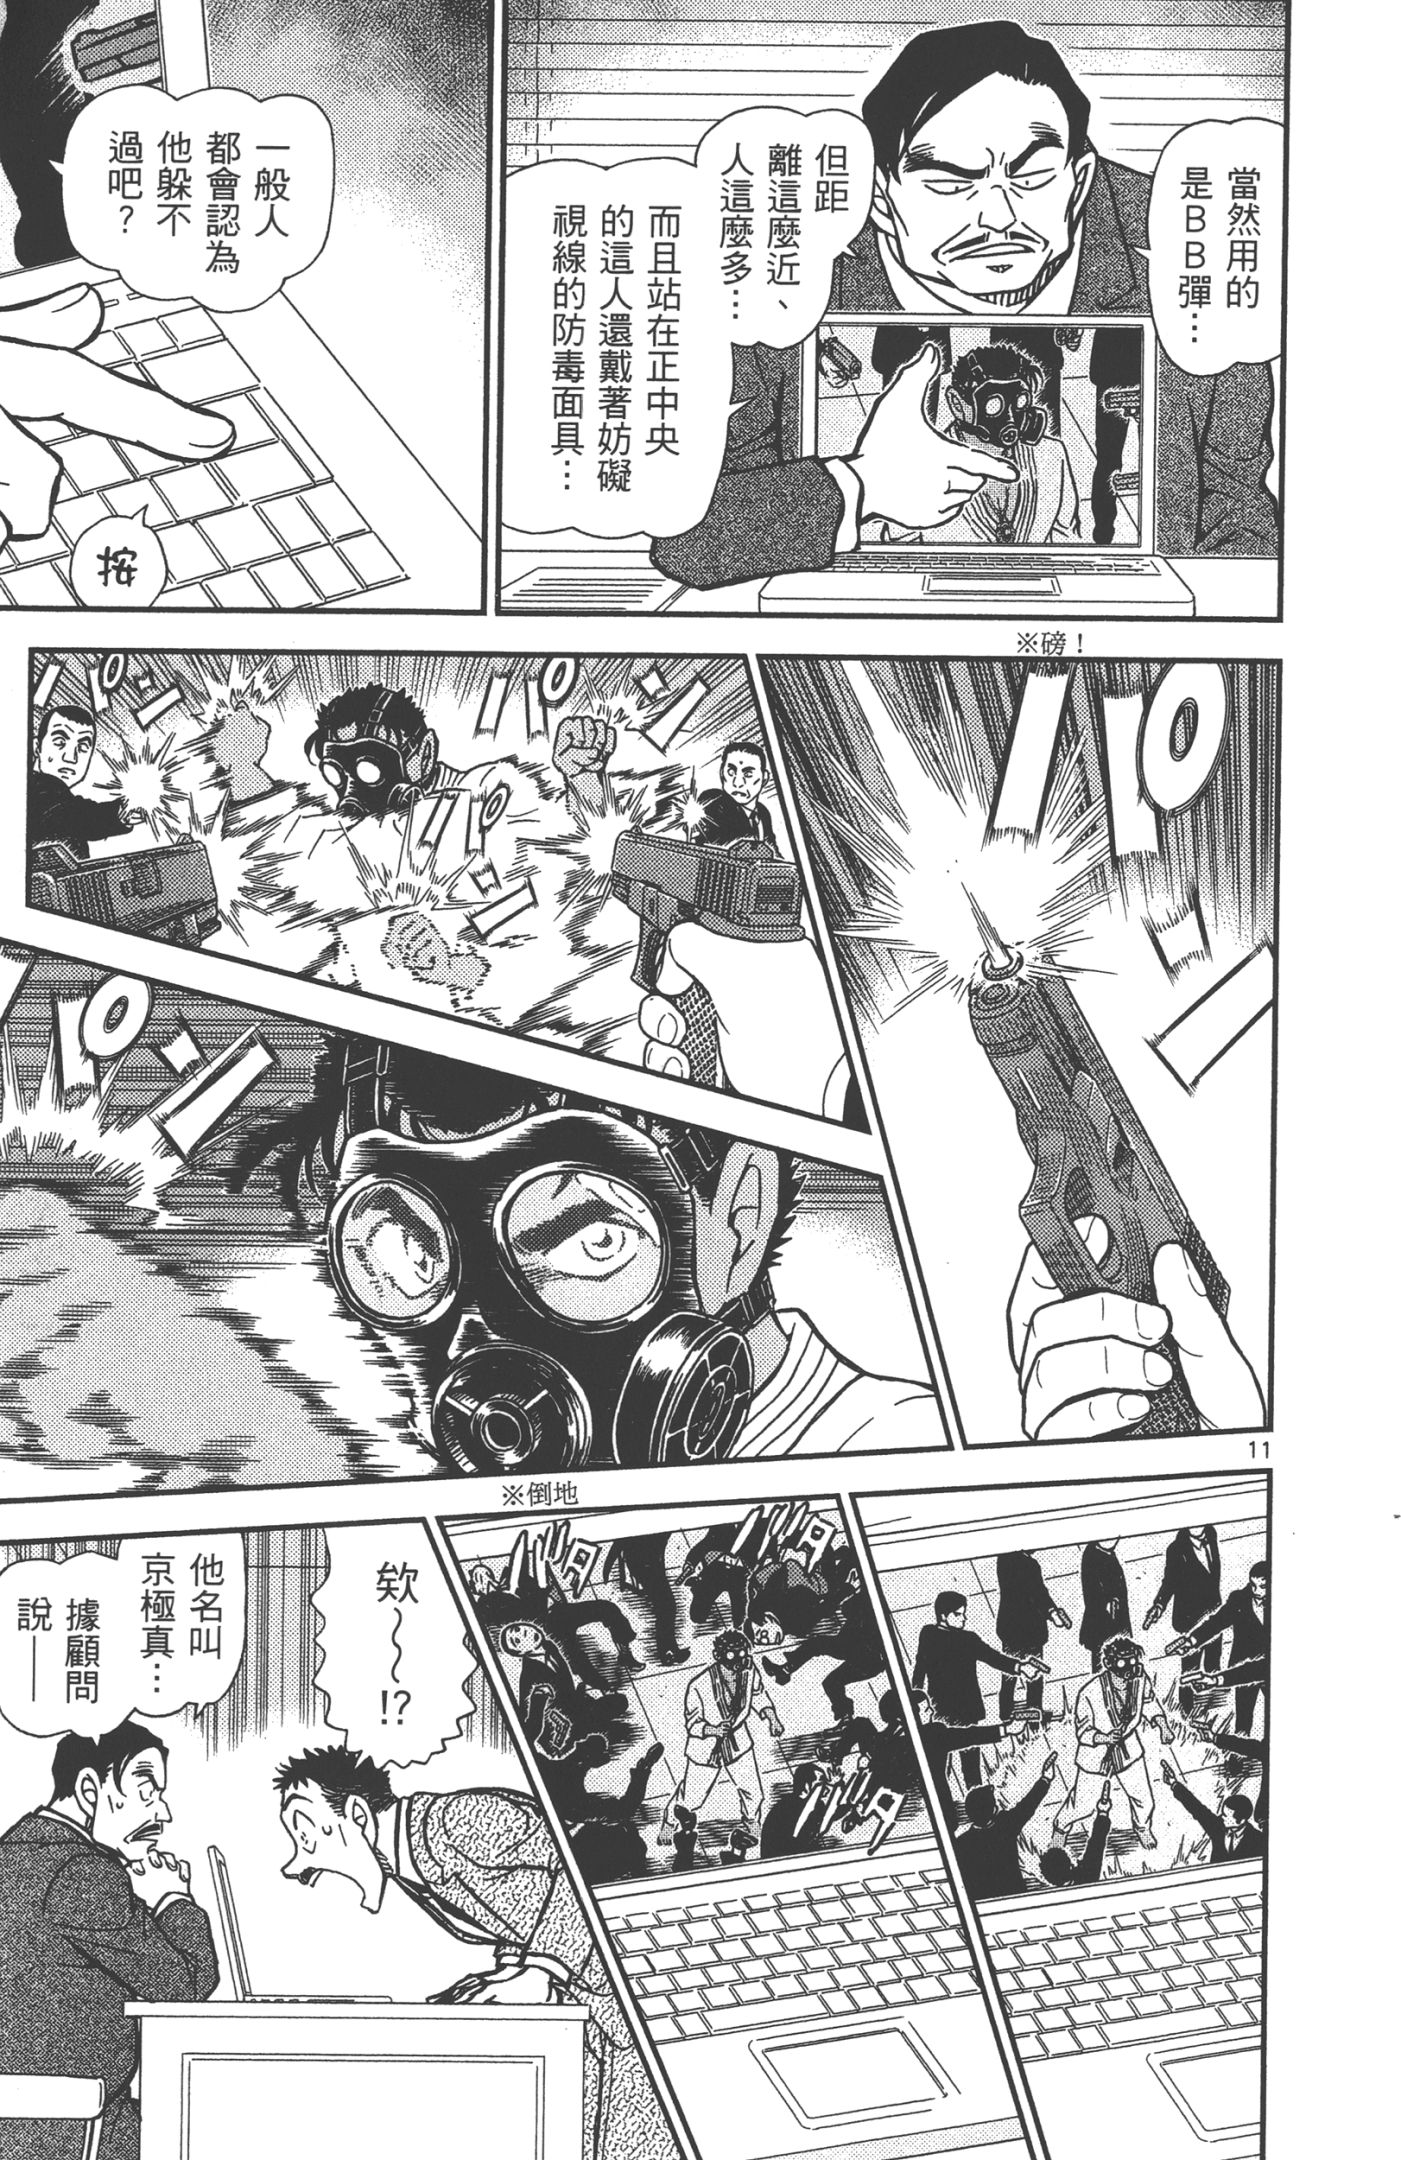 當然用的
是BB彈…
但距
離這麼近、
人這麼多…
而且站在正中央
的這人還戴著妨礙
視線的防毒面具…
一般人
都會認為
他躲不
過吧？
按
※磅！
11
※倒地
欸～～!?
他名叫
京極真…
據顧問
說──